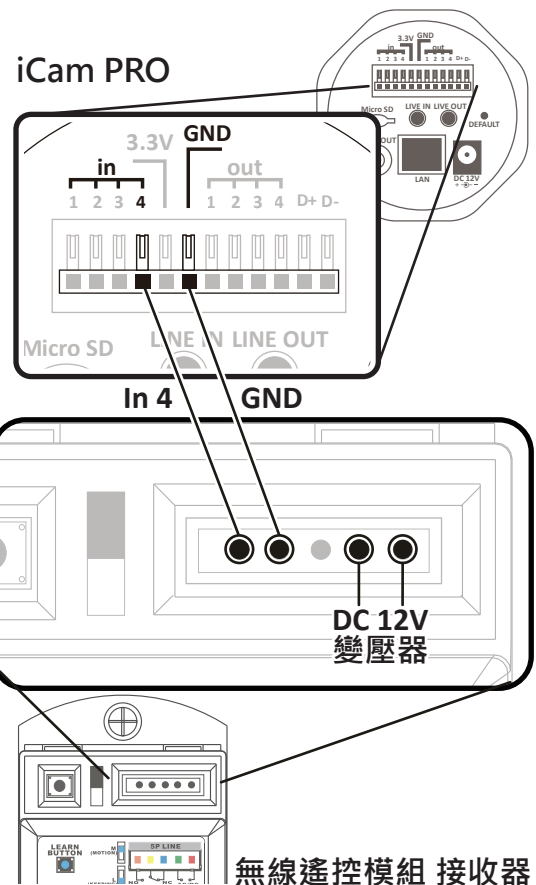 iCam PRO
3.3V GND
in out
1 2 3 4 1 2 3 4 D+ D-
Micro SD LIVE IN LIVE OUT
DEFAULT
OUT
LAN
DC 12V
3.3V GND
in out
1 2 3 4 1 2 3 4 D+ D-
Micro SD LINE IN LINE OUT
In 4 GND
DC 12V
變壓器
LEARN
BUTTON
M
(MOTION)
SP LINE
L
NO NC
無線遙控模組 接收器